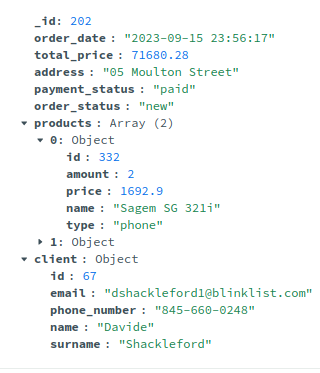 _id: 202
order_date : "2023-09-15 23:56:17"
total_price : 71680.28
address : "05 Moulton Street"
payment_status : "paid"
order_status : "new"
products : Array (2)
0: Object
id : 332
amount : 2
price : 1692.9
name : "Sagem SG 321i"
type : "phone"
1: Object
client : Object
id : 67
email : "dshackleford1@blinklist.com"
phone_number : "845-660-0248"
name : "Davide"
surname : "Shackleford"